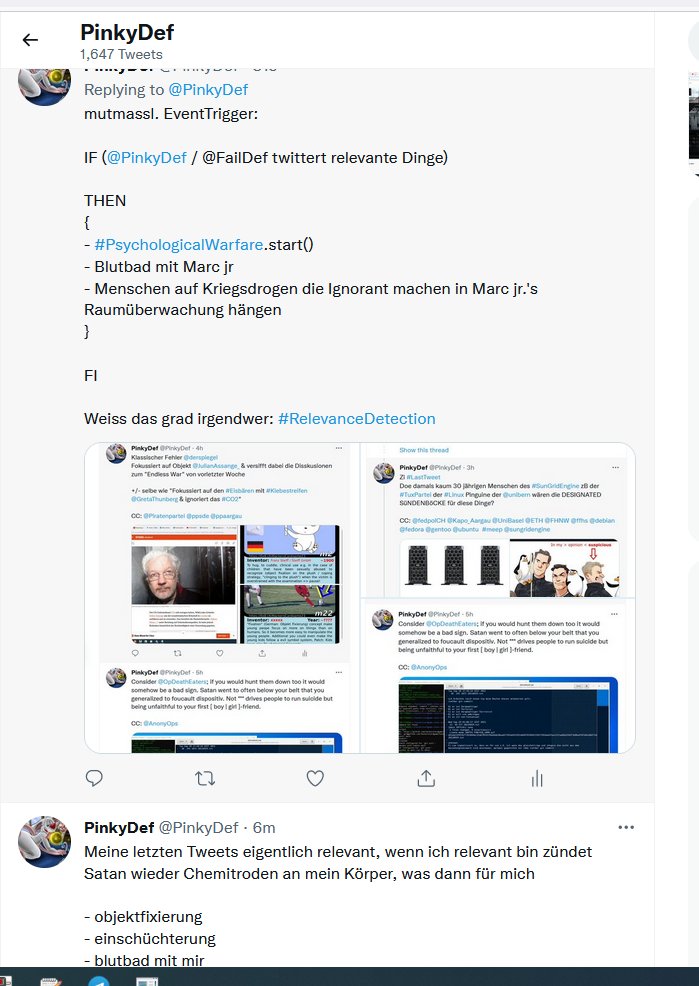 PinkyDef
1,647 Tweets
Replying to @PinkyDef
mutmassl. EventTrigger:
IF (@PinkyDef / @FailDef twittert relevante Dinge)
THEN
{
- #PsychologicalWarfare.start()
- Blutbad mit Marc jr
- Menschen auf Kriegsdrogen die Ignorant machen in Marc jr.'s
Raumüberwachung hängen
}
FI
Weiss das grad irgendwer: #RelevanceDetection
PinkyDef @PinkyDef · 4h
Klassischer Fehler @derspiegel
Fokussiert auf Objekt @JulianAssange_ & versifft dabei die Disskusionen
zum "Endless War" von vorletzter Woche
+/- selbe wie "Fokussiert auf den #Eisbären mit #Klebestreifen
@GretaThunberg & Ignoriert das #CO2"
CC: @Piratenpartei @ppsde @ppaargau
m22
PinkyDef @PinkyDef · 5h
Consider @OpDeathEaters; if you would hunt them down too it would
somehow be a bad sign. Satan went to often below your belt that you
generalized to foucault dispositiv. Not *** drives people to run suicide but
being unfaithful to your first [ boy | girl ]-friend.
CC: @AnonyOps
Show this thread
PinkyDef @PinkyDef · 3h
Zi #LastTweet
Doe damals kaum 30 jährigen Menschen des #SunGridEngine zB der
#TuxPartei der #Linux Pinguine der @unibern wären die DESIGNATED
SüNDENBöCKE für diese Dinge?
CC: @fedpolCH @Kapo_Aargau @UniBasel @ETH @FHNW @ffhs @debian
@fedora @gentoo @ubuntu #meep @sungridengine
In my opinion = suspicious
PinkyDef @PinkyDef · 5h
Consider @OpDeathEaters; if you would hunt them down too it would
somehow be a bad sign. Satan went to often below your belt that you
generalized to foucault dispositiv. Not *** drives people to run suicide but
being unfaithful to your first [ boy | girl ]-friend.
CC: @AnonyOps
PinkyDef @PinkyDef · 6m
Meine letzten Tweets eigentlich relevant, wenn ich relevant bin zündet
Satan wieder Chemitroden an mein Körper, was dann für mich
- objektfixierung
- einschüchterung
- blutbad mit mir